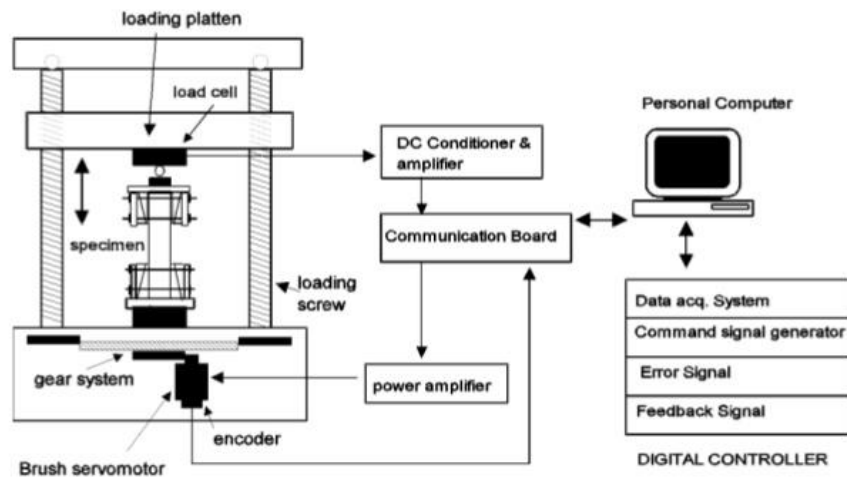 loading platten
load cell
specimen
loading
screw
gear system
Brush servomotor
encoder
DC Conditioner &
amplifier
Communication Board
power amplifier
Personal Computer
Data acq. System
Command signal generator
Error Signal
Feedback Signal
DIGITAL CONTROLLER